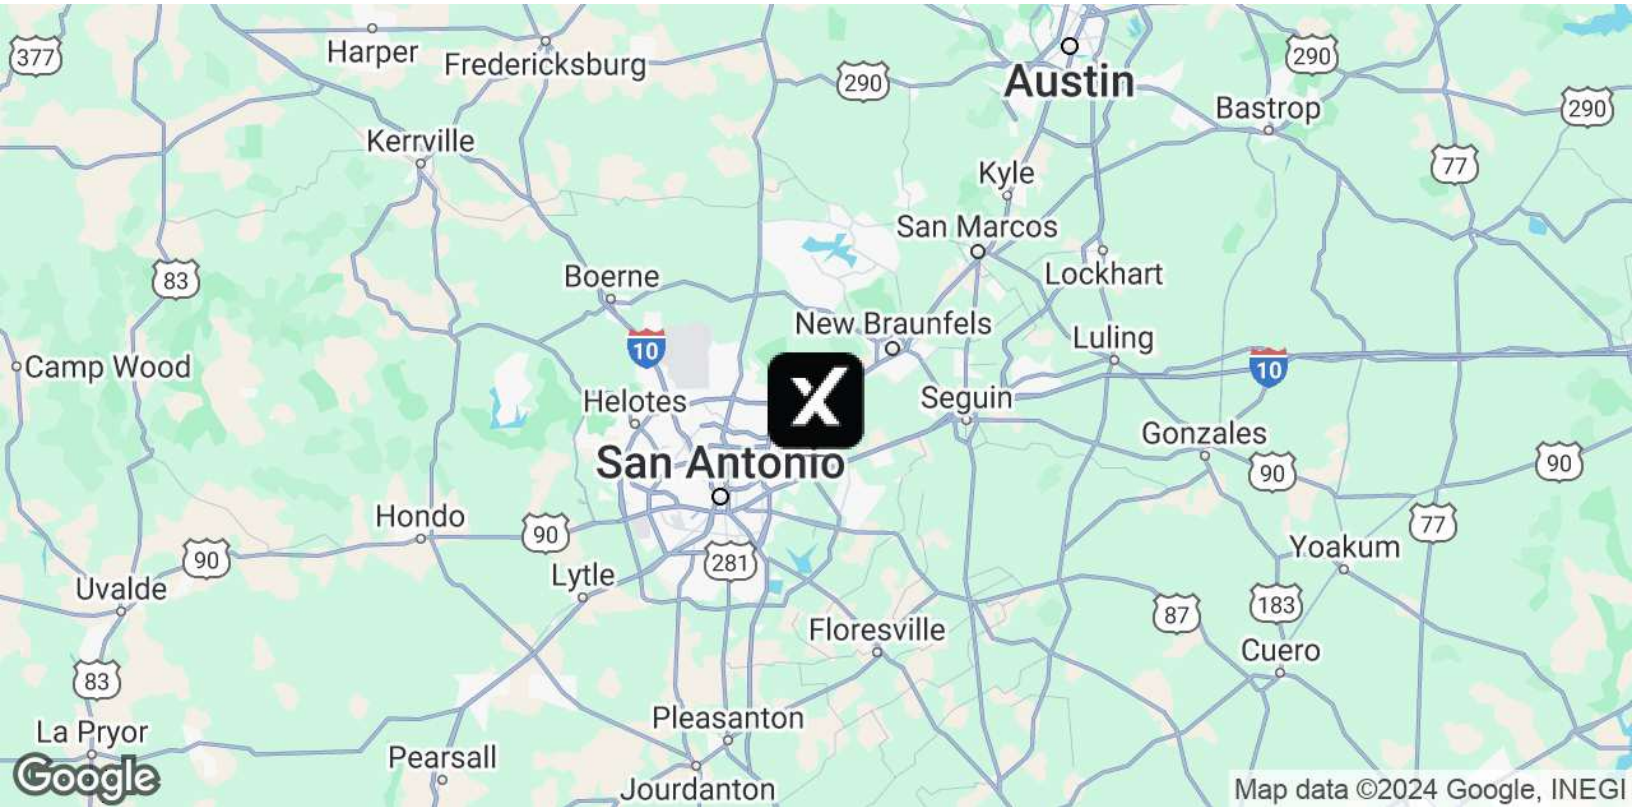 377
Harper
Fredericksburg
290
Austin
290
Bastrop
290
Kerrville
77
Kyle
San Marcos
83
Boerne
Lockhart
New Braunfels
Luling
10
Camp Wood
10
X
Helotes
Seguin
Gonzales
San Antonio
90
90
Hondo
90
77
90
281
Yoakum
Uvalde
Lytle
87
183
Floresville
Cuero
83
La Pryor
Pleasanton
Pearsall
Google
Jourdanton
Map data ©2024 Google, INEGI